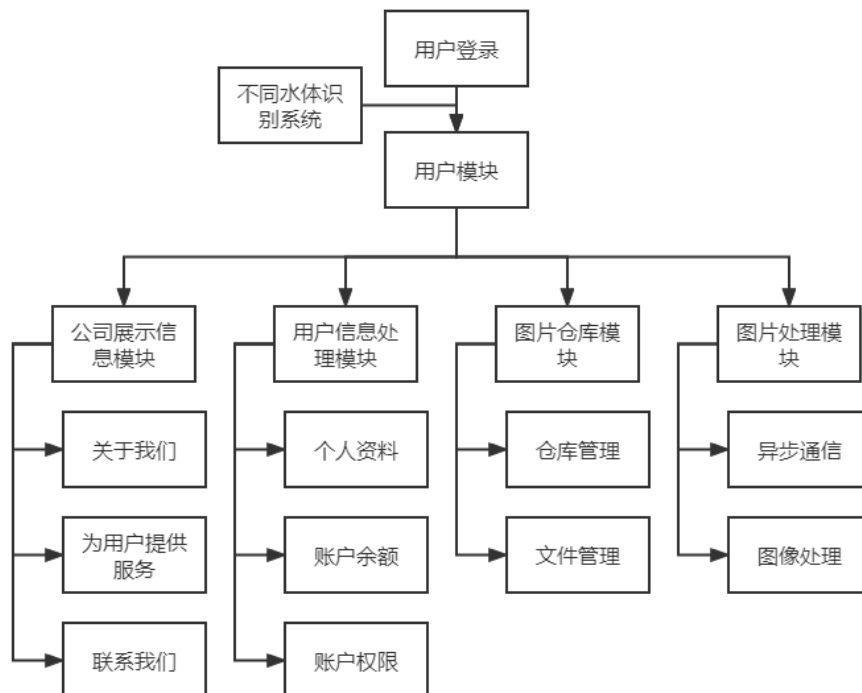 用户登录
不同水体识
别系统
用户模块
公司展示信
息模块
用户信息处
理模块
图片仓库模
块
图片处理模
块
关于我们
个人资料
仓库管理
异步通信
为用户提供
服务
账户余额
文件管理
图像处理
联系我们
账户权限